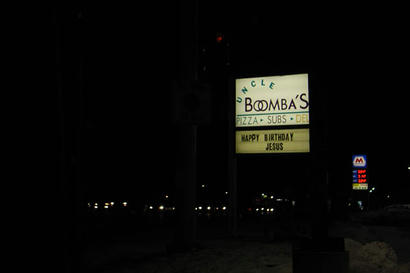 UNCLE
BOOMBA'S
PIZZA • SUBS • DELI
HAPPY BIRTHDAY
JESUS
M